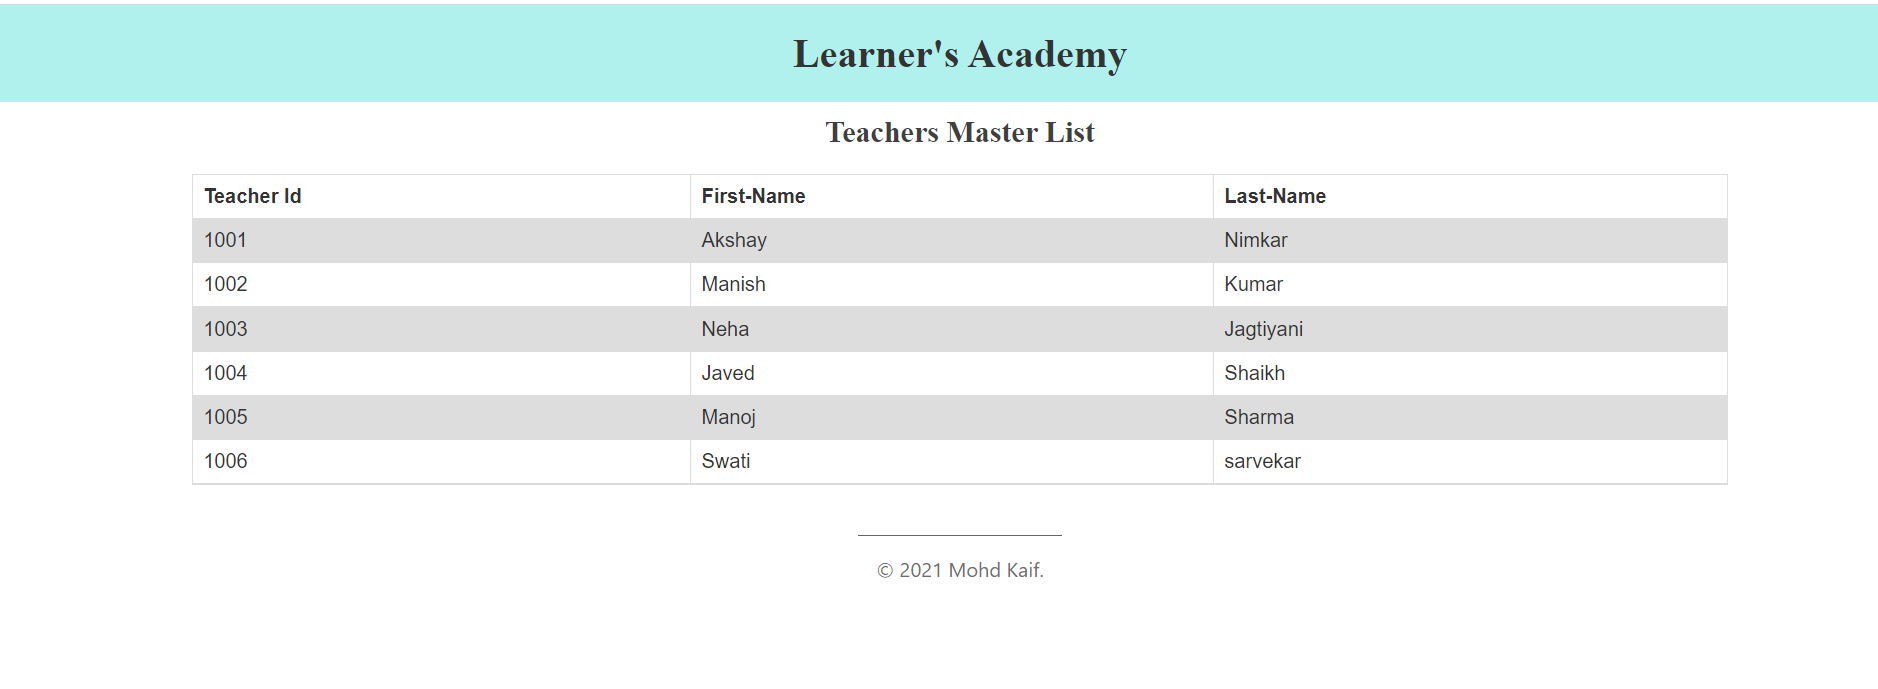 Learner's Academy
Teachers Master List
Teacher Id First-Name Last-Name
1001 Akshay Nimkar
1002 Manish Kumar
1003 Neha Jagtiyani
1004 Javed Shaikh
1005 Manoj Sharma
1006 Swati sarvekar
© 2021 Mohd Kaif.